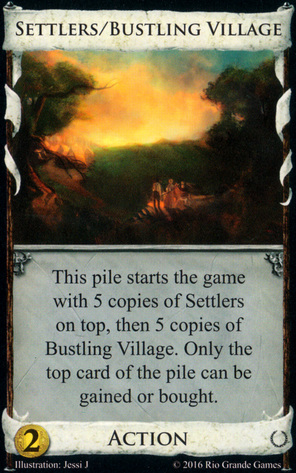 SETTLERS/BUSTLING VILLAGE
This pile starts the game
with 5 copies of Settlers
on top, then 5 copies of
Bustling Village. Only the
top card of the pile can be
gained or bought.
2
ACTION
Illustration: Jessi J
© 2016 Rio Grande Games